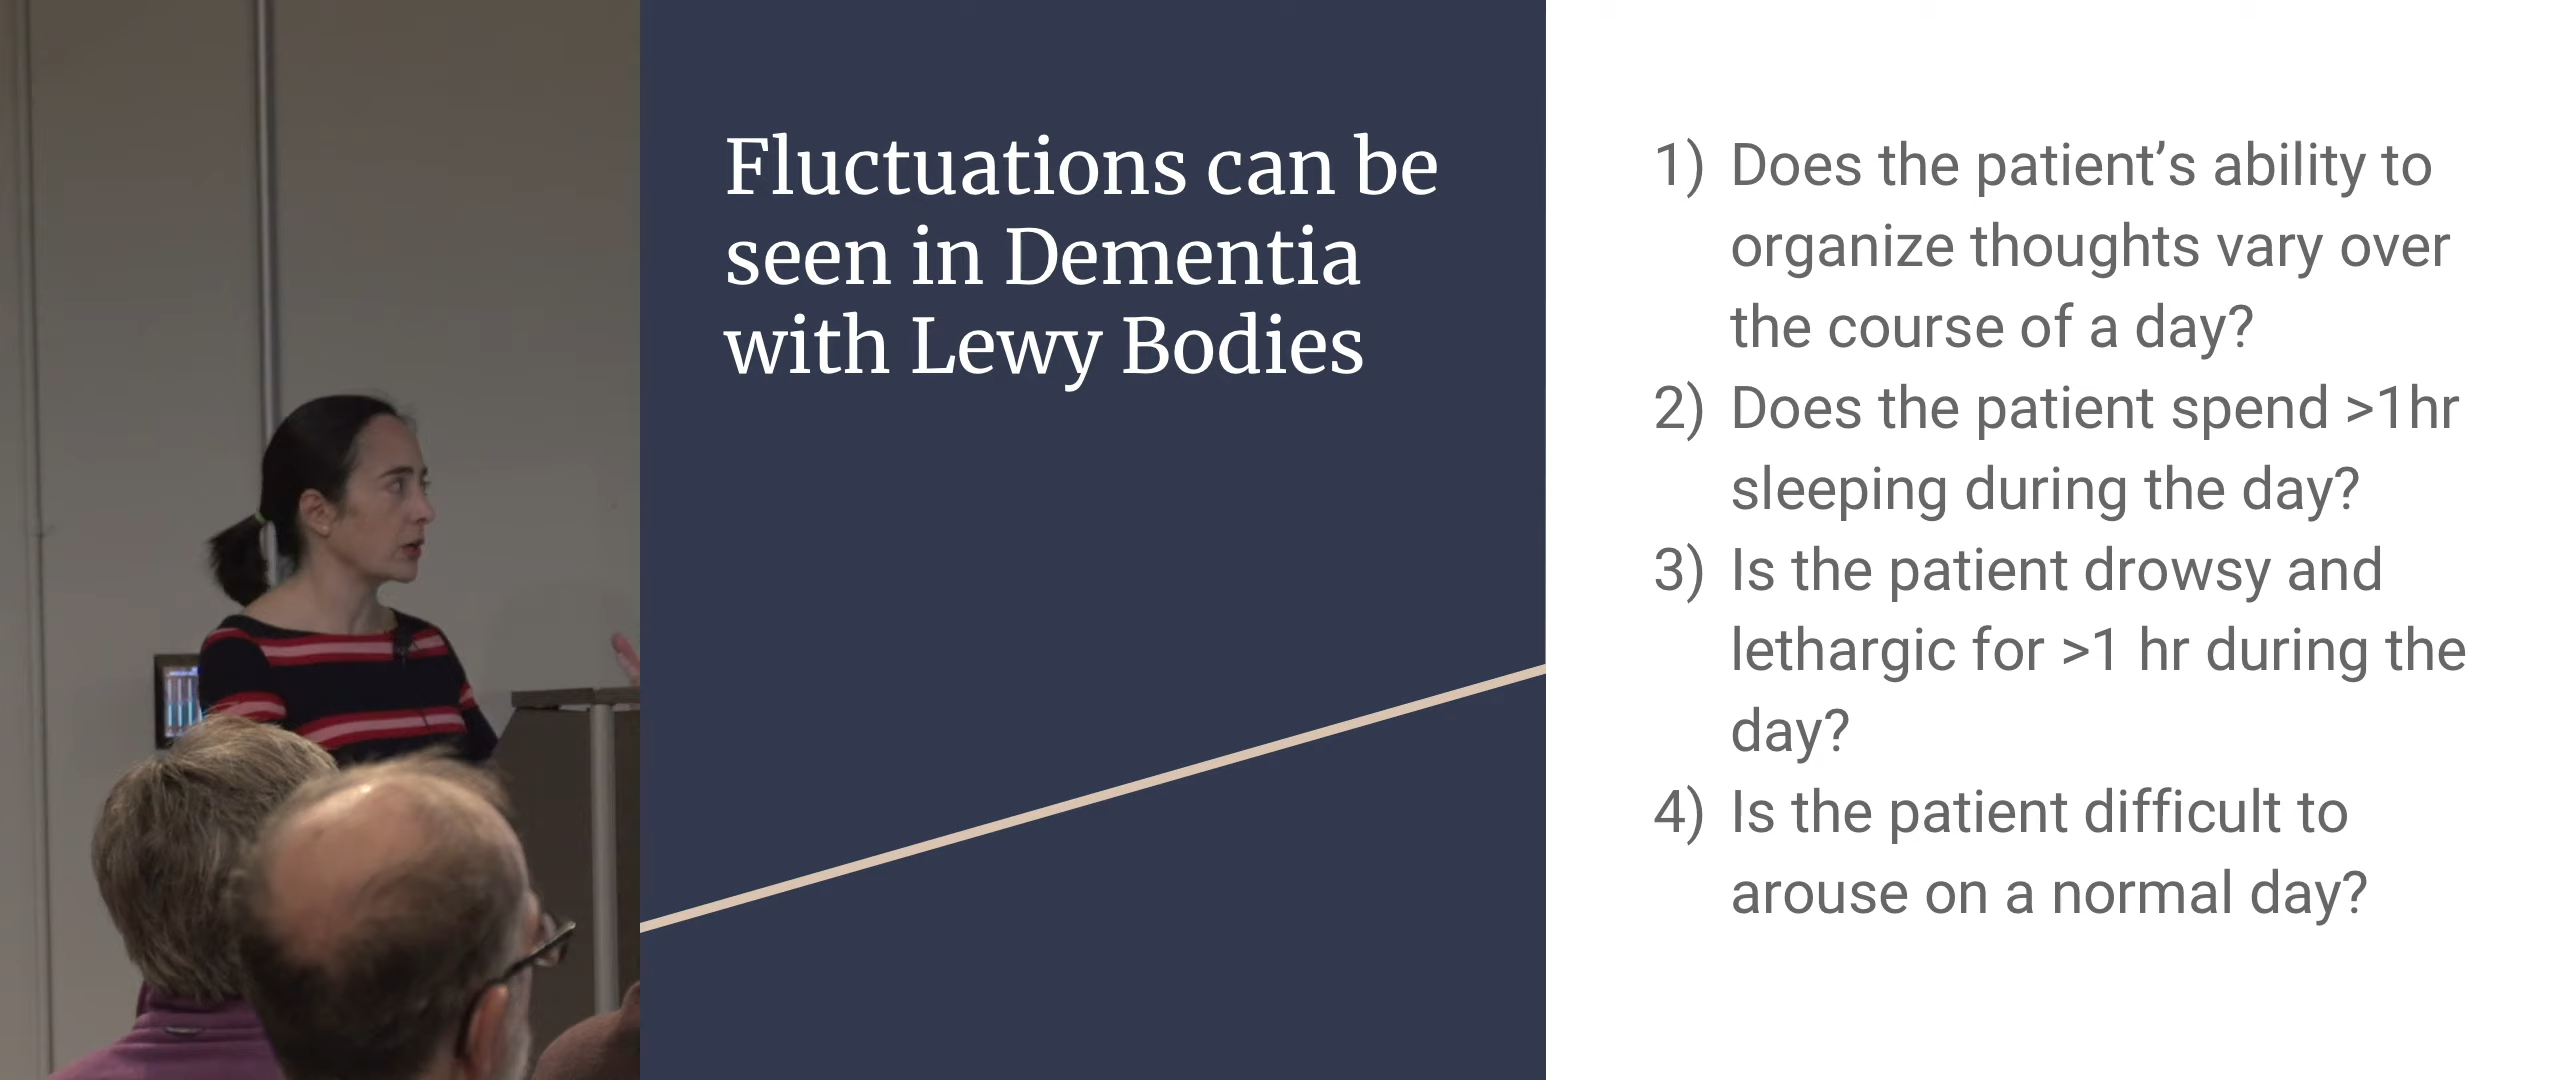 Fluctuations can be
seen in Dementia
with Lewy Bodies
1) Does the patient’s ability to
organize thoughts vary over
the course of a day?
2) Does the patient spend >1hr
sleeping during the day?
3) Is the patient drowsy and
lethargic for >1 hr during the
day?
4) Is the patient difficult to
arouse on a normal day?